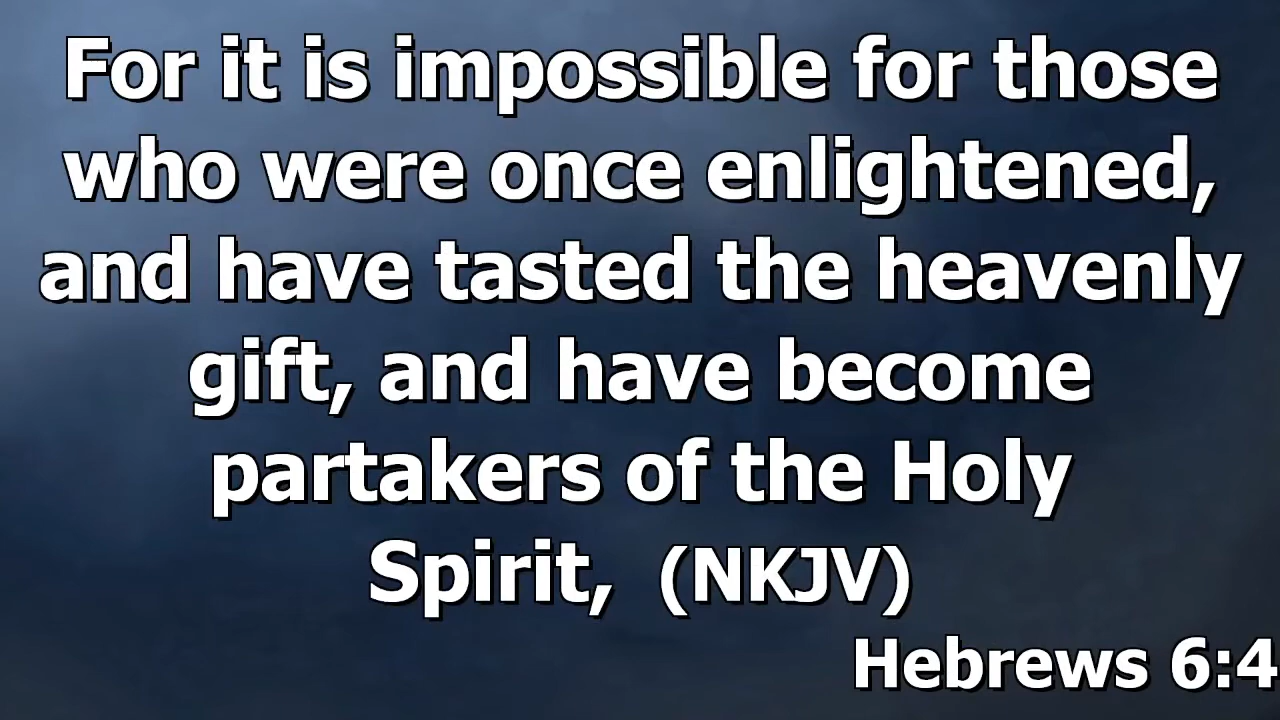 For it is impossible for those
who were once enlightened,
and have tasted the heavenly
gift, and have become
partakers of the Holy
Spirit, (NKJV)
Hebrews 6:4